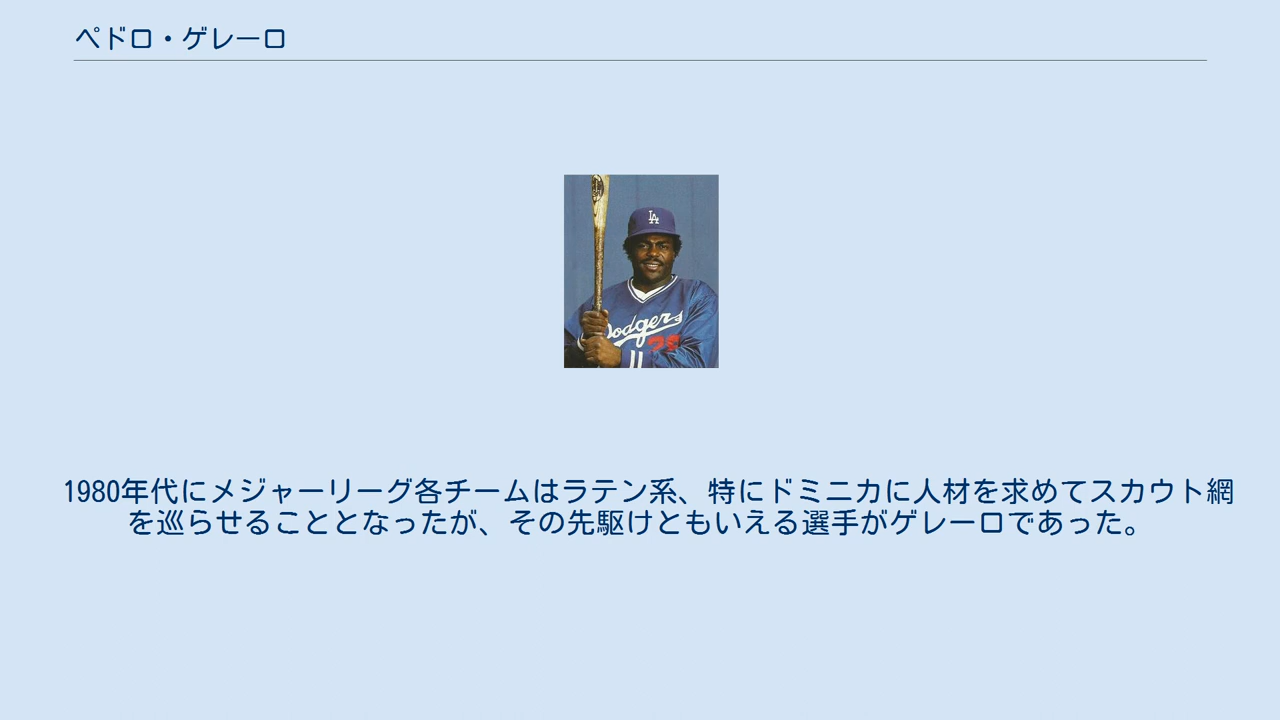 ペドロ・ゲレーロ
LA
Dodgers
1980年代にメジャーリーグ各チームはラテン系、特にドミニカに人材を求めてスカウト網
を巡らせることとなったが、その先駆けともいえる選手がゲレーロであった。